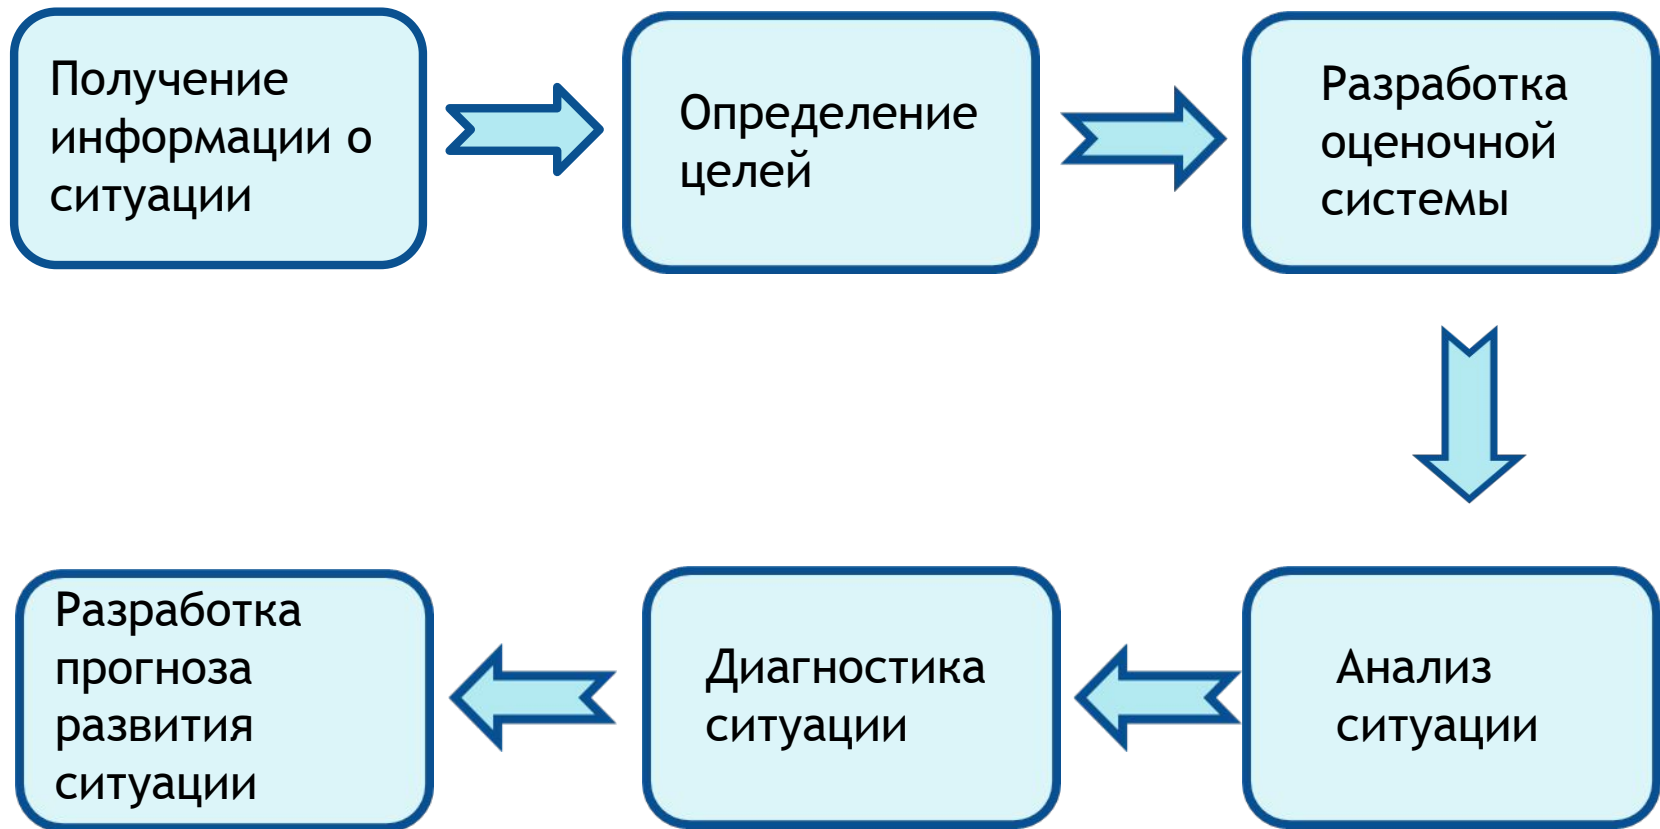 Получение
информации о
ситуации
Определение
целей
Разработка
оценочной
системы
Анализ
ситуации
Диагностика
ситуации
Разработка
прогноза
развития
ситуации